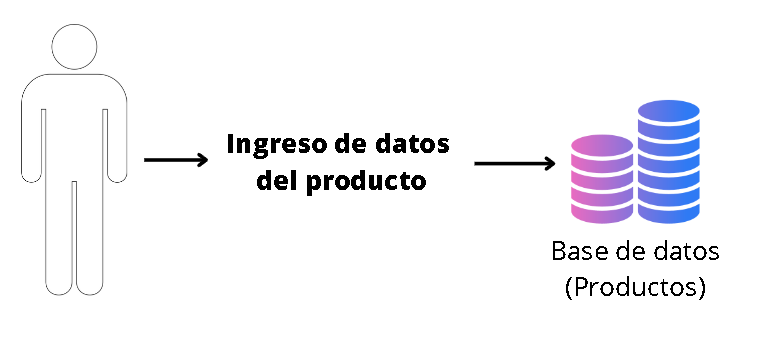 Ingreso de datos
del producto
Base de datos
(Productos)